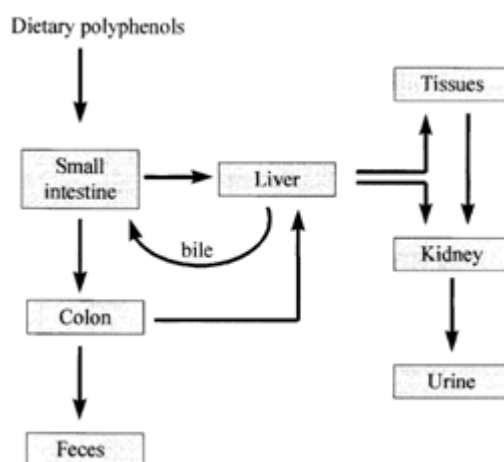 Dietary polyphenols
Tissues
Small
intestine
Liver
bile
Kidney
Colon
Urine
Feces